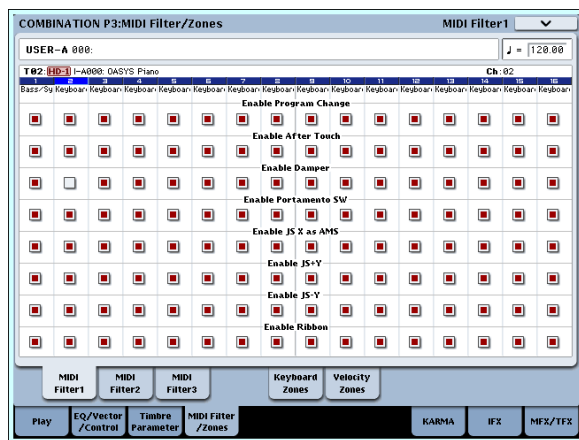 COMBINATION P3:MIDI Filter/Zones MIDI Filter1
USER-A 000: ♩ = 120.00
T02: HD-1 I-A000: OASYS Piano Ch:02
1 2 3 4 5 6 7 8 9 10 11 12 13 14 15 16
Bass/Sy Keyboar Keyboar Keyboar Keyboar Keyboar Keyboar Keyboar Keyboar Keyboar Keyboar Keyboar Keyboar Keyboar Keyboar Keyboar
Enable Program Change
Enable After Touch
Enable Damper
Enable Portamento SW
Enable JS X as AMS
Enable JS+Y
Enable JS-Y
Enable Ribbon
MIDI Filter1 MIDI Filter2 MIDI Filter3 Keyboard Zones Velocity Zones
Play EQ/Vector /Control Timbre Parameter MIDI Filter /Zones KARMA IFX MFX/TFX